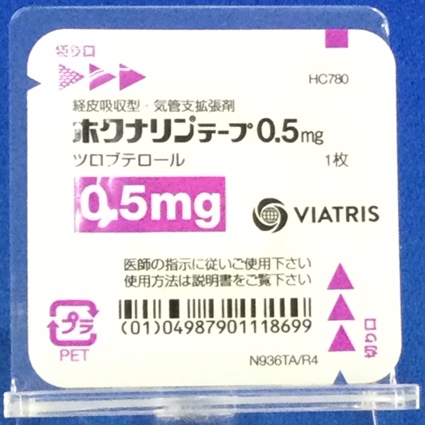 切り口
HC780
経皮吸収型・気管支拡張剤
ホクナリンテープ0.5mg
ツロブテロール
1枚
0.5mg
VIATRIS
医師の指示に従いご使用下さい
使用方法は説明書をご覧下さい
プラ
PET
(01)04987901118699
切り口
N936TA/R4